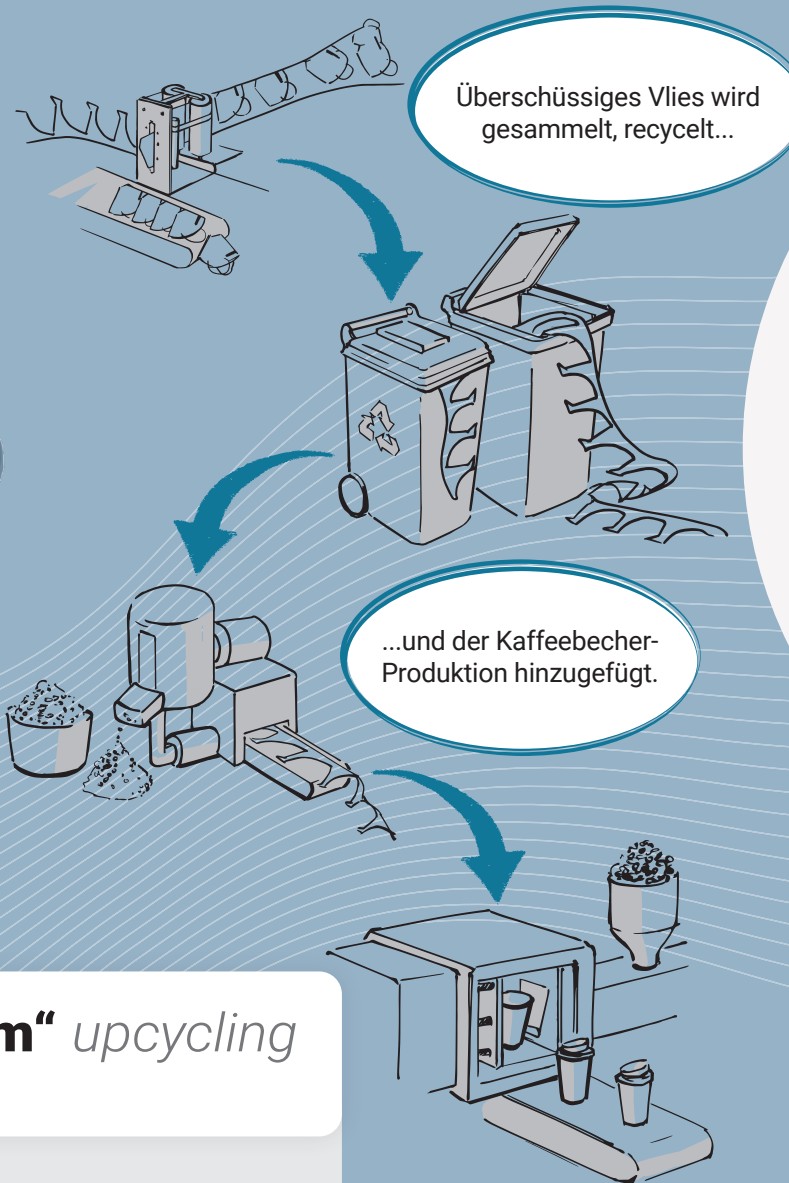 Überschüssiges Vlies wird
gesammelt, recycelt...
...und der Kaffeebecher-
Produktion hinzugefügt.
m“ upcycling